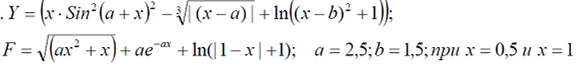 . Y = (x · Sin²(a + x)² − ∛| (x − a) | + ln((x − b)² + 1));
F = √((ax² + x)) + ae⁻ᵃˣ + ln(|1 − x| +1);    a = 2,5; b = 1,5; при x = 0,5 и x = 1